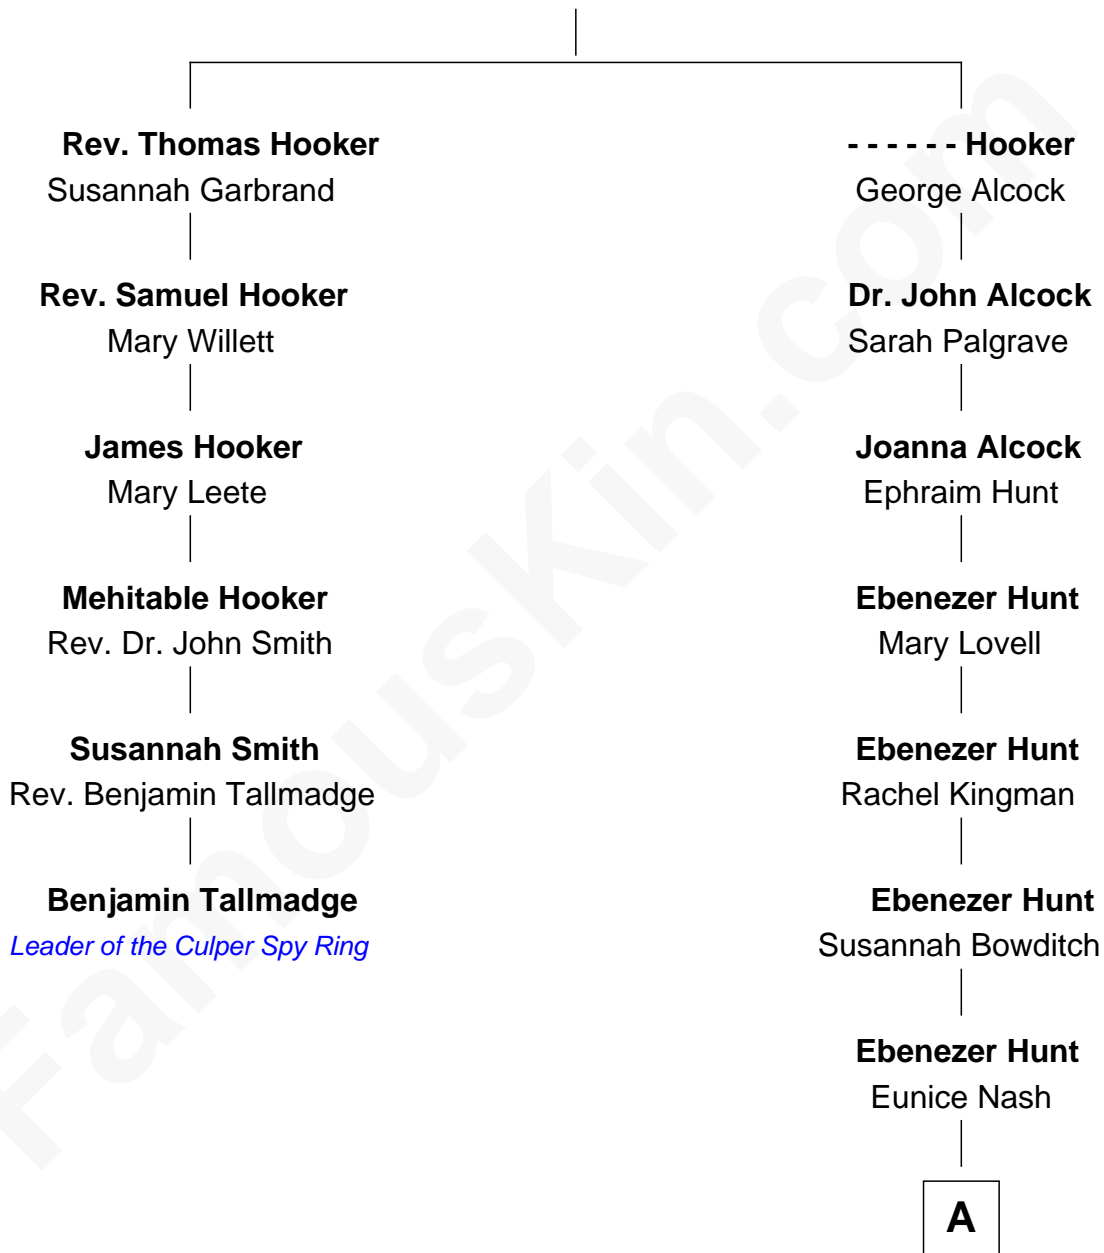 Rev. Thomas Hooker
Susannah Garbrand
Rev. Samuel Hooker
Mary Willett
James Hooker
Mary Leete
Mehitable Hooker
Rev. Dr. John Smith
Susannah Smith
Rev. Benjamin Tallmadge
Benjamin Tallmadge
Leader of the Culper Spy Ring
- - - - - - Hooker
George Alcock
Dr. John Alcock
Sarah Palgrave
Joanna Alcock
Ephraim Hunt
Ebenezer Hunt
Mary Lovell
Ebenezer Hunt
Rachel Kingman
Ebenezer Hunt
Susannah Bowditch
Ebenezer Hunt
Eunice Nash
A
FamousKin.com